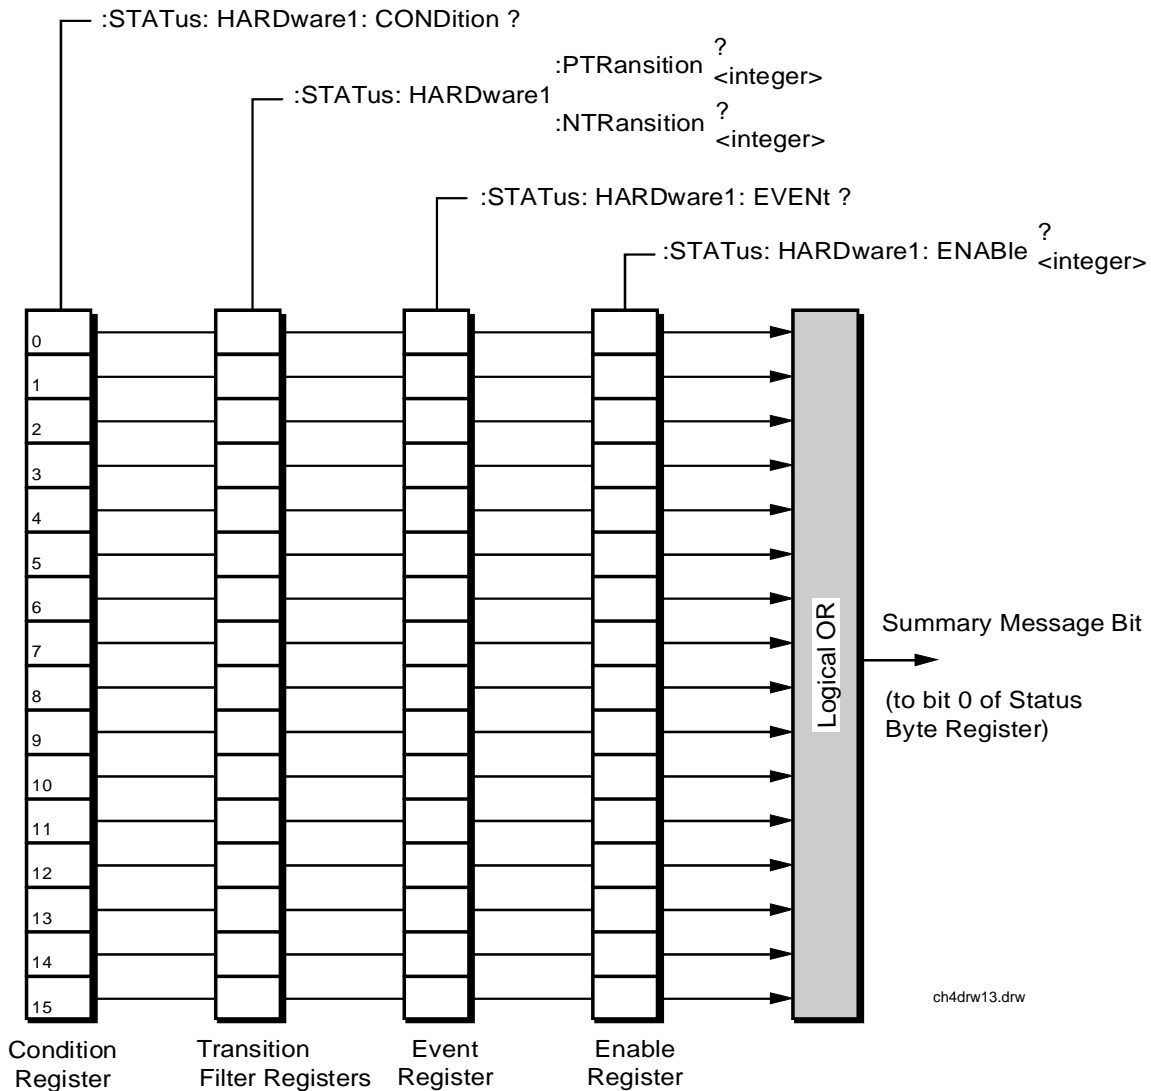 :STATus: HARDware1: CONDition ?
:STATus: HARDware1
:PTRansition ?
<integer>
:NTRansition ?
<integer>
:STATus: HARDware1: EVENt ?
:STATus: HARDware1: ENABle ?
<integer>
0
1
2
3
4
5
6
7
8
9
10
11
12
13
14
15
Logical OR
Summary Message Bit
(to bit 0 of Status
Byte Register)
ch4drw13.drw
Condition
Register
Transition
Filter Registers
Event
Register
Enable
Register